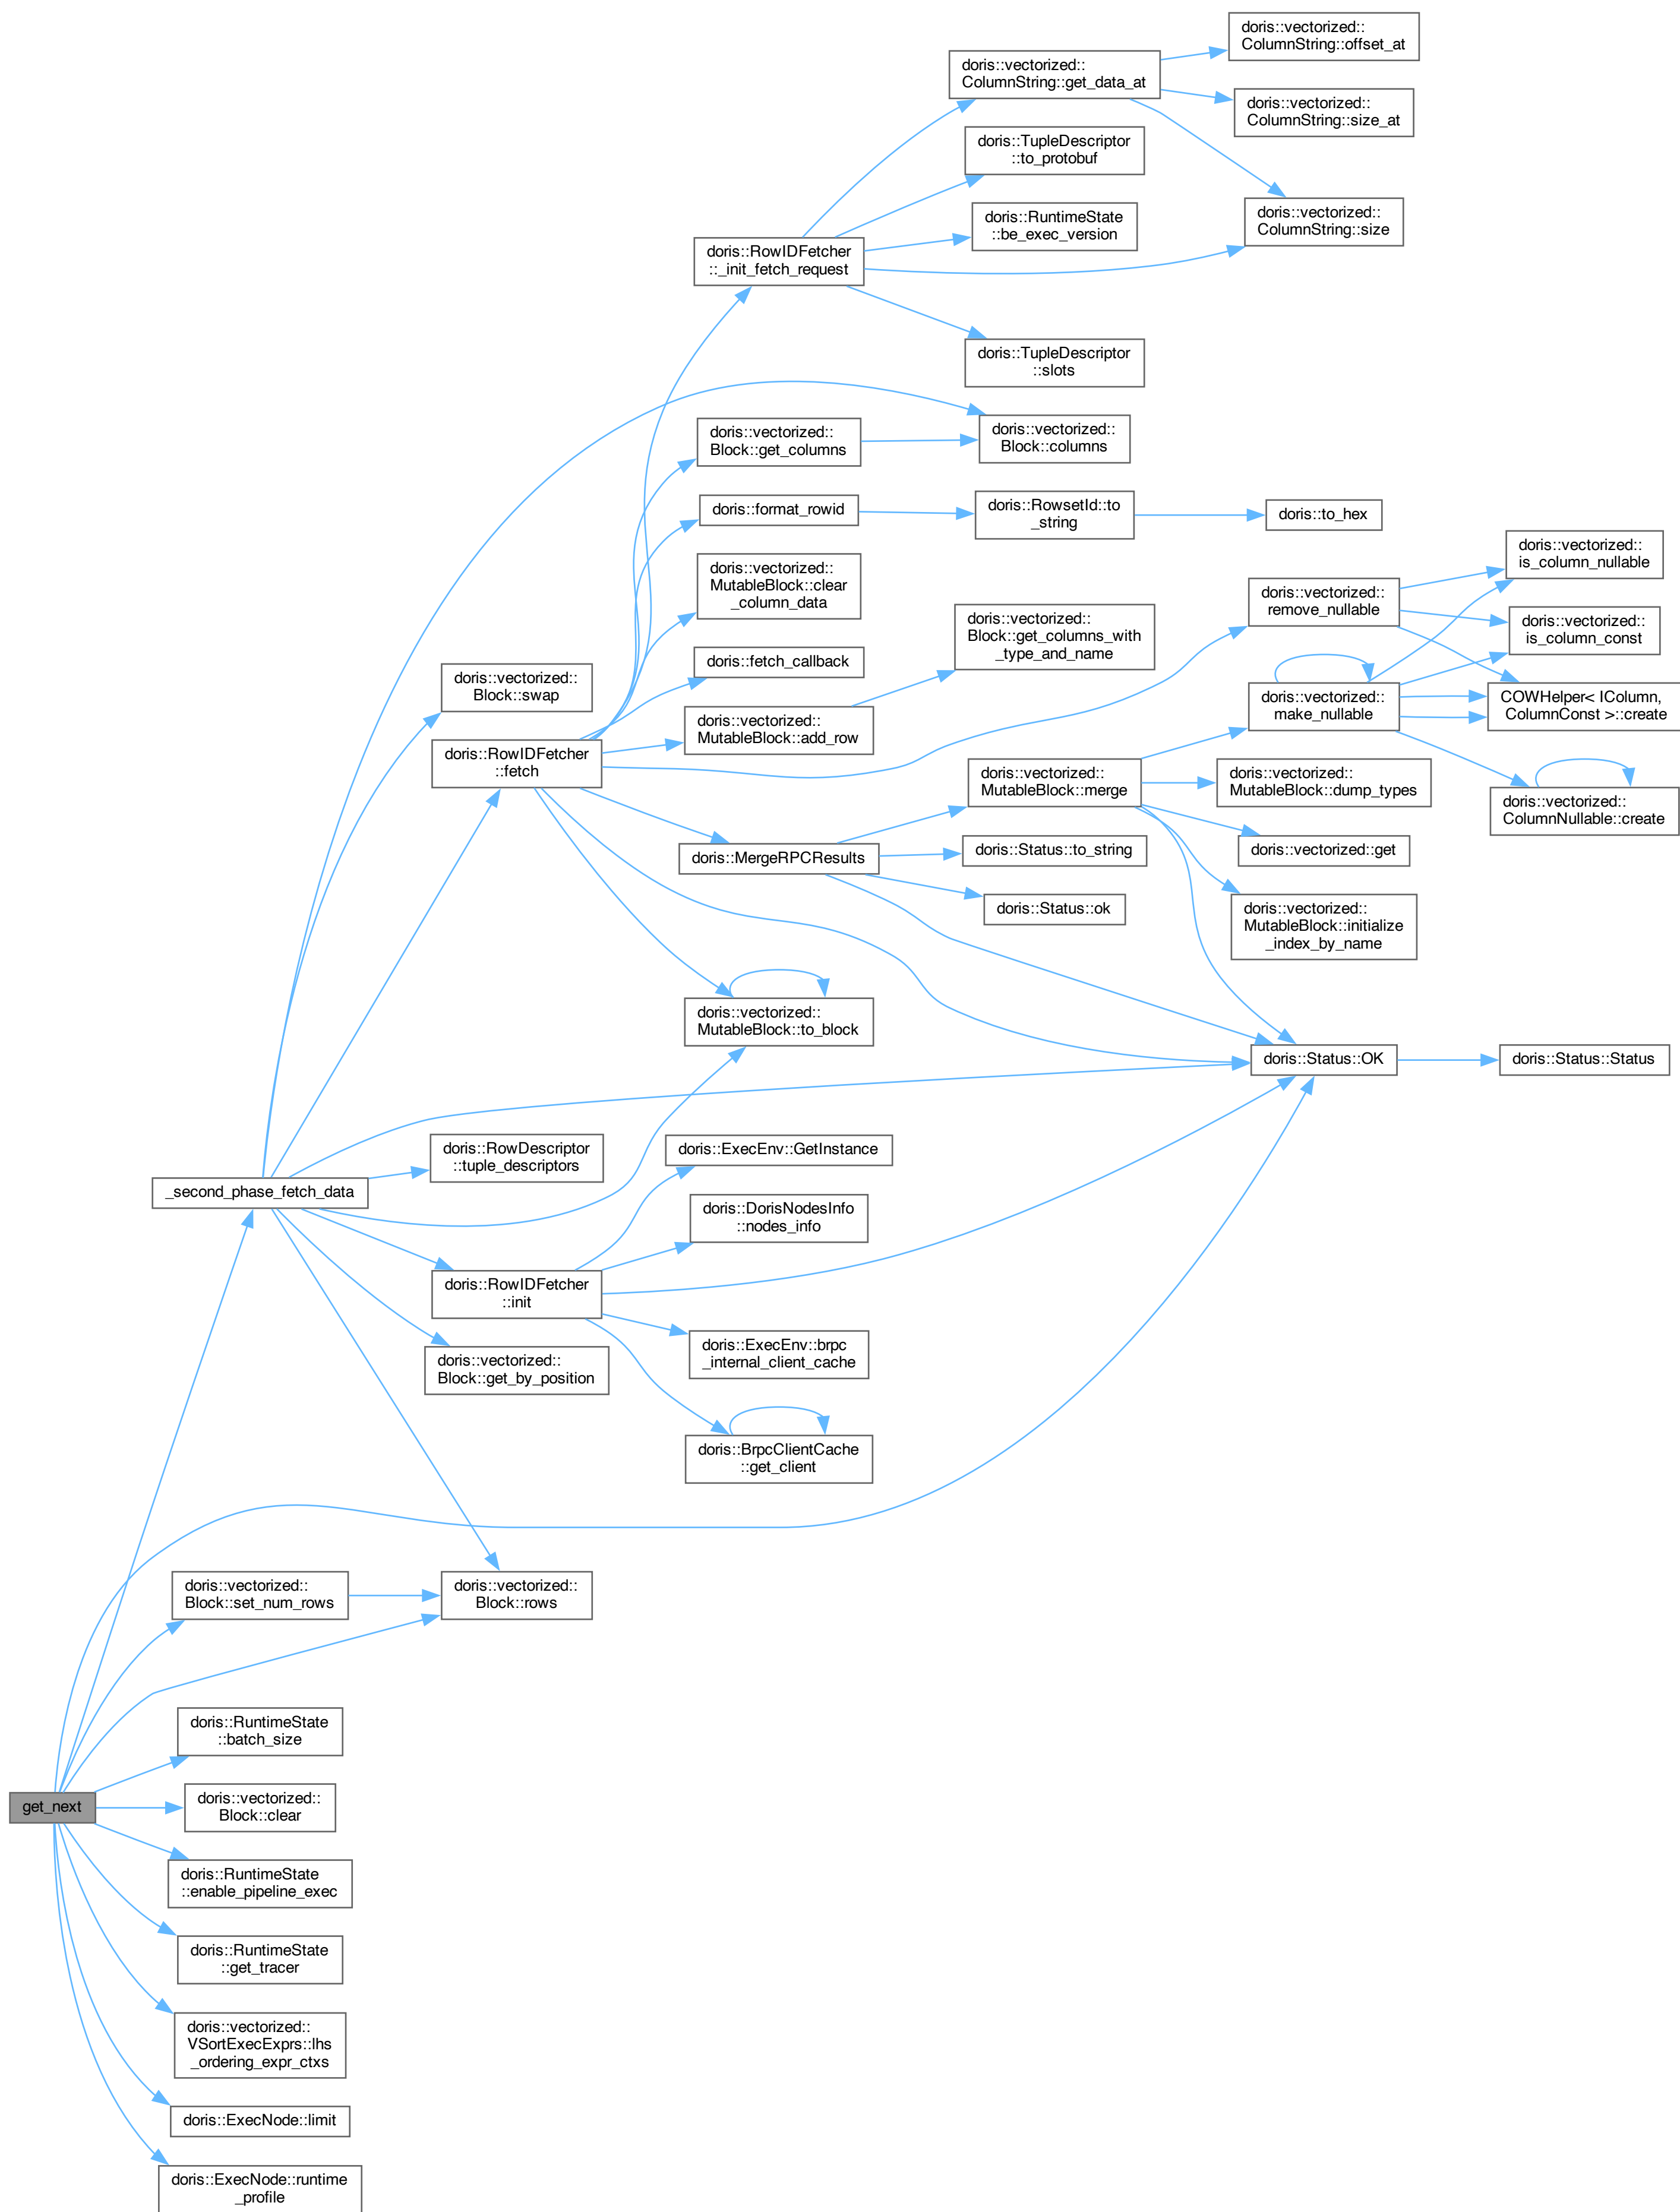 doris::vectorized::
ColumnString::offset_at
doris::vectorized::
ColumnString::get_data_at
doris::vectorized::
ColumnString::size_at
doris::TupleDescriptor
::to_protobuf
doris::RuntimeState
::be_exec_version
doris::vectorized::
ColumnString::size
doris::RowIDFetcher
::_init_fetch_request
doris::TupleDescriptor
::slots
doris::vectorized::
Block::get_columns
doris::vectorized::
Block::columns
doris::format_rowid
doris::RowsetId::to
_string
doris::to_hex
doris::vectorized::
is_column_nullable
doris::vectorized::
MutableBlock::clear
_column_data
doris::vectorized::
remove_nullable
doris::vectorized::
is_column_const
doris::vectorized::
Block::get_columns_with
_type_and_name
doris::fetch_callback
doris::vectorized::
Block::swap
doris::vectorized::
make_nullable
COWHelper< IColumn,
ColumnConst >::create
doris::vectorized::
MutableBlock::add_row
doris::RowIDFetcher
::fetch
doris::vectorized::
MutableBlock::merge
doris::vectorized::
MutableBlock::dump_types
doris::vectorized::
ColumnNullable::create
doris::MergeRPCResults
doris::Status::to_string
doris::vectorized::get
doris::Status::ok
doris::vectorized::
MutableBlock::initialize
_index_by_name
doris::vectorized::
MutableBlock::to_block
doris::Status::OK
doris::Status::Status
doris::RowDescriptor
::tuple_descriptors
doris::ExecEnv::GetInstance
_second_phase_fetch_data
doris::DorisNodesInfo
::nodes_info
doris::RowIDFetcher
::init
doris::ExecEnv::brpc
_internal_client_cache
doris::vectorized::
Block::get_by_position
doris::BrpcClientCache
::get_client
doris::vectorized::
Block::set_num_rows
doris::vectorized::
Block::rows
doris::RuntimeState
::batch_size
get_next
doris::vectorized::
Block::clear
doris::RuntimeState
::enable_pipeline_exec
doris::RuntimeState
::get_tracer
doris::vectorized::
VSortExecExprs::lhs
_ordering_expr_ctxs
doris::ExecNode::limit
doris::ExecNode::runtime
_profile